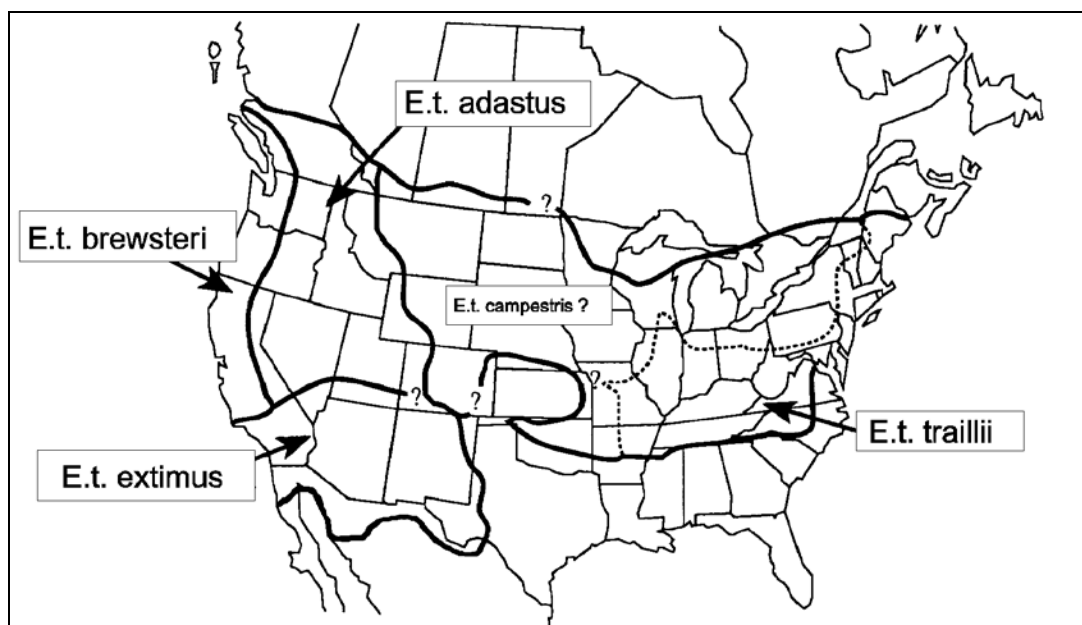 E.t. adastus
?
E.t. brewsteri
E.t. campestris ?
?
?
?
E.t. traillii
E.t. extimus